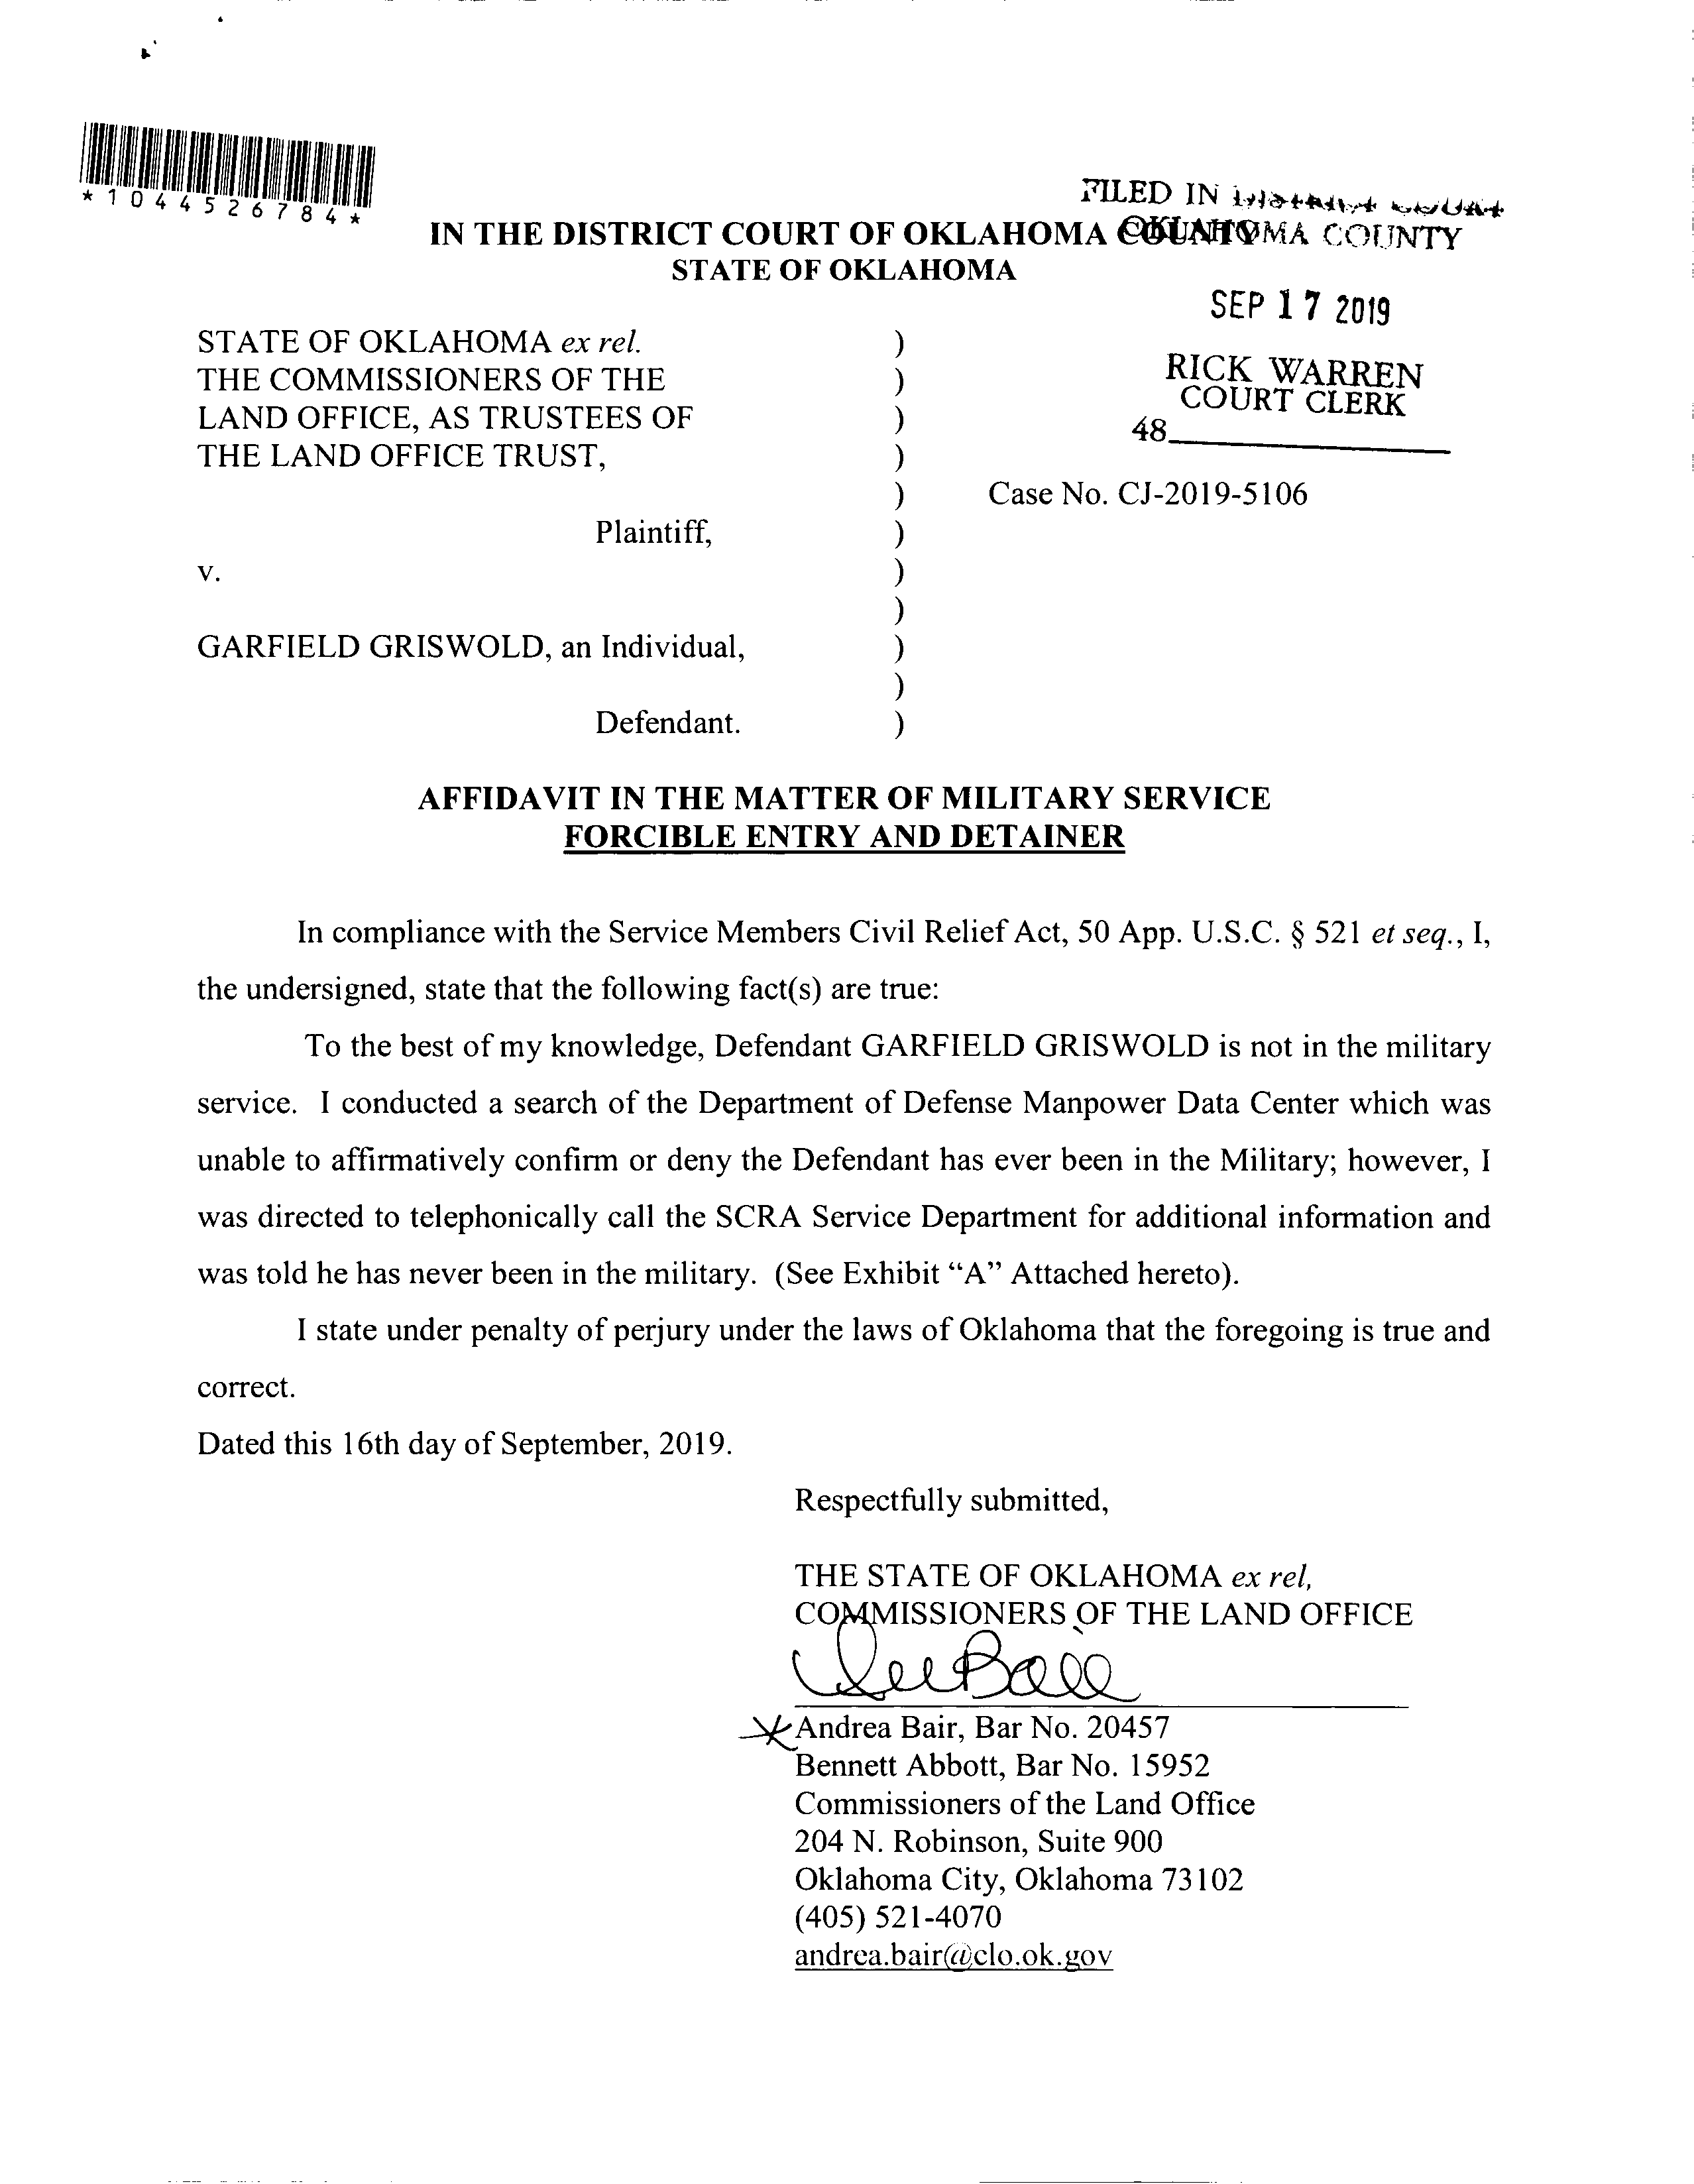 *1044526784*
FILED IN DISTRICT COURT
OKLAHOMA COUNTY
IN THE DISTRICT COURT OF OKLAHOMA COUNTY
STATE OF OKLAHOMA
SEP 17 2019
RICK WARREN
COURT CLERK
48
STATE OF OKLAHOMA ex rel. )
THE COMMISSIONERS OF THE )
LAND OFFICE, AS TRUSTEES OF )
THE LAND OFFICE TRUST, )
) Case No. CJ-2019-5106
Plaintiff, )
v. )
)
GARFIELD GRISWOLD, an Individual, )
)
Defendant. )
AFFIDAVIT IN THE MATTER OF MILITARY SERVICE
FORCIBLE ENTRY AND DETAINER
In compliance with the Service Members Civil Relief Act, 50 App. U.S.C. § 521 et seq., I,
the undersigned, state that the following fact(s) are true:
To the best of my knowledge, Defendant GARFIELD GRISWOLD is not in the military
service. I conducted a search of the Department of Defense Manpower Data Center which was
unable to affirmatively confirm or deny the Defendant has ever been in the Military; however, I
was directed to telephonically call the SCRA Service Department for additional information and
was told he has never been in the military. (See Exhibit “A” Attached hereto).
I state under penalty of perjury under the laws of Oklahoma that the foregoing is true and
correct.
Dated this 16th day of September, 2019.
Respectfully submitted,
THE STATE OF OKLAHOMA ex rel,
COMMISSIONERS OF THE LAND OFFICE
Andrea Bair, Bar No. 20457
Bennett Abbott, Bar No. 15952
Commissioners of the Land Office
204 N. Robinson, Suite 900
Oklahoma City, Oklahoma 73102
(405) 521-4070
andrea.bair@clo.ok.gov